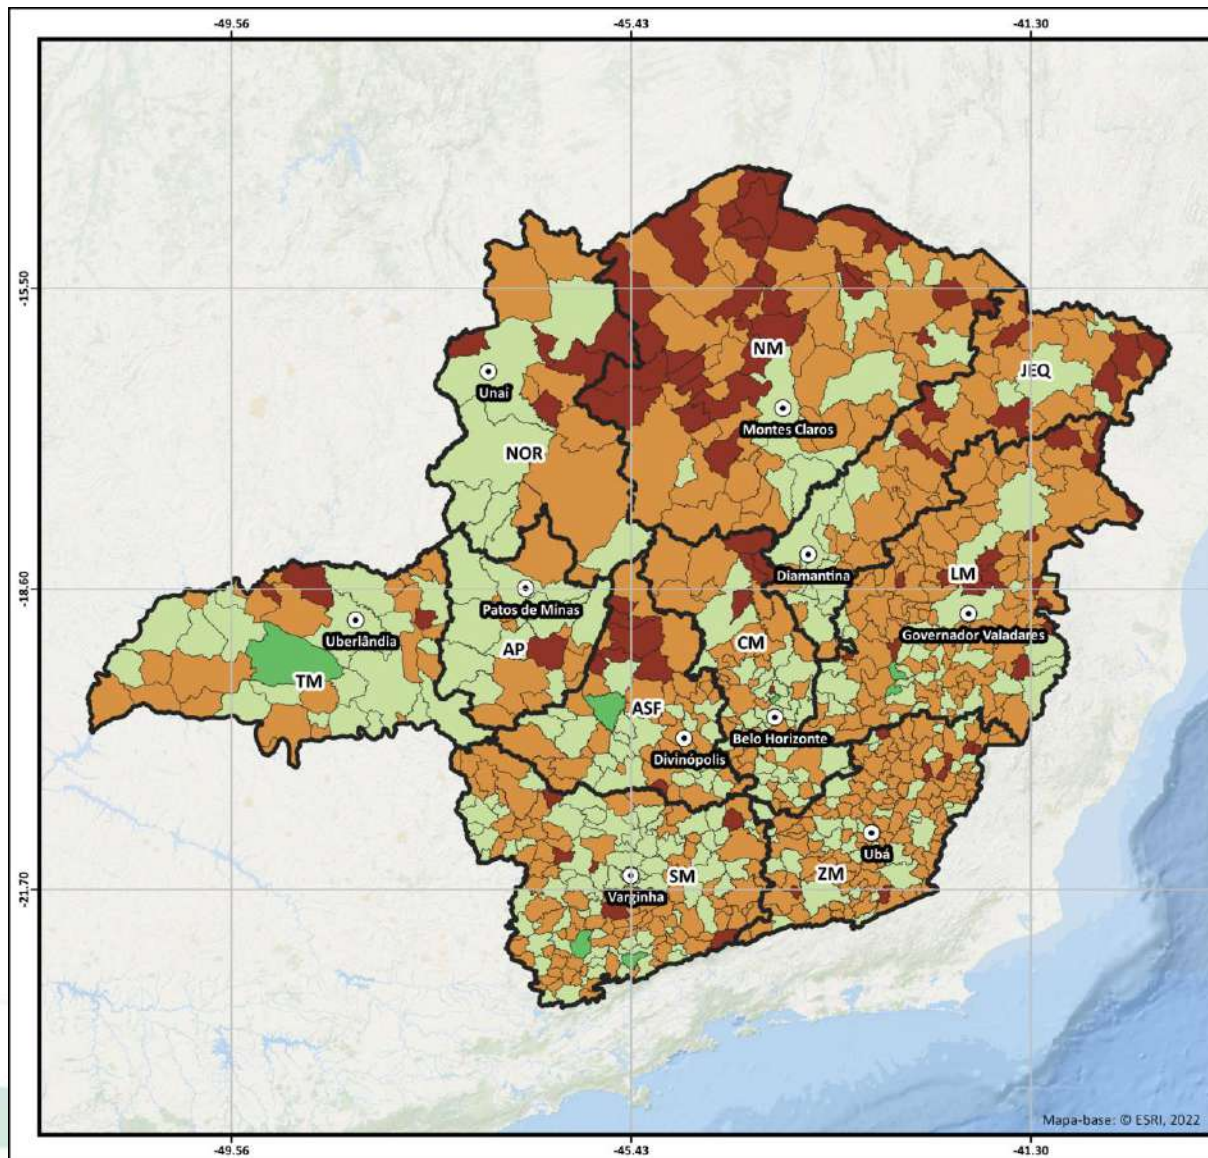 -49.56
-45.43
-41.30
-15.50
NM
JEQ
Unaí
Montes Claros
NOR
Diamantina
LM
-18.60
Patos de Minas
Governador Valadares
Uberlândia
CM
AP
TM
ASF
Belo Horizonte
Divinópolis
Ubá
SM
ZM
-21.70
Varginha
Mapa-base: © ESRI, 2022
-49.56
-45.43
-41.30